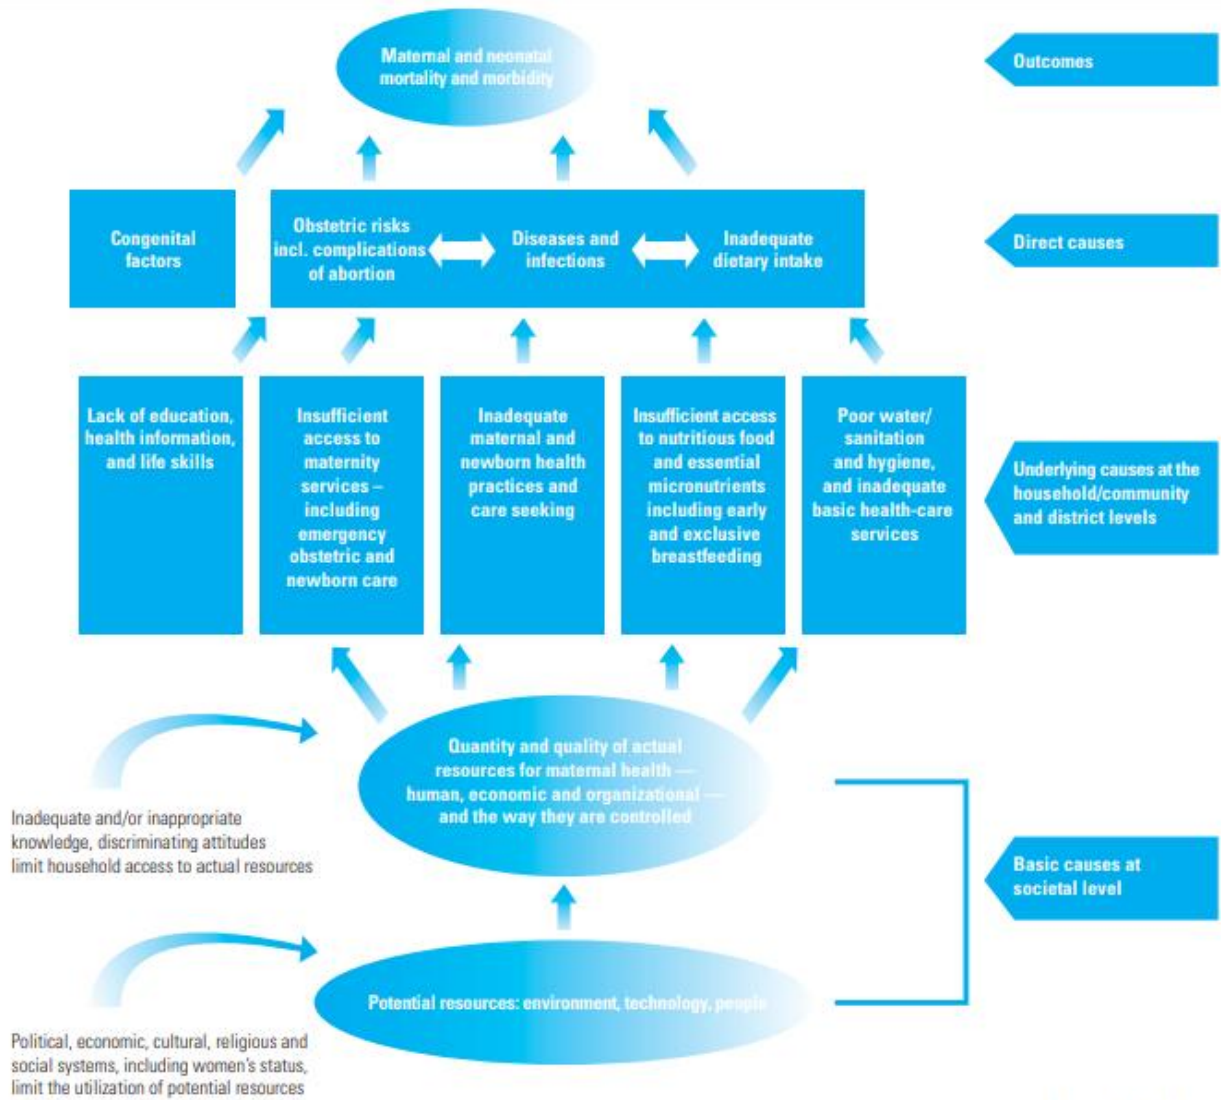 Maternal and neonatal
mortality and morbidity
Outcomes
Congenital
factors
Obstetric risks
incl. complications
of abortion
Diseases and
infections
Inadequate
dietary intake
Direct causes
Lack of education,
health information,
and life skills
Insufficient
access to
maternity
services –
including
emergency
obstetric and
newborn care
Inadequate
maternal and
newborn health
practices and
care seeking
Insufficient access
to nutritious food
and essential
micronutrients
including early
and exclusive
breastfeeding
Poor water/
sanitation
and hygiene,
and inadequate
basic health-care
services
Underlying causes at the
household/community
and district levels
Quantity and quality of actual
resources for maternal health —
human, economic and organizational —
and the way they are controlled
Inadequate and/or inappropriate
knowledge, discriminating attitudes
limit household access to actual resources
Basic causes at
societal level
Potential resources: environment, technology, people
Political, economic, cultural, religious and
social systems, including women's status,
limit the utilization of potential resources